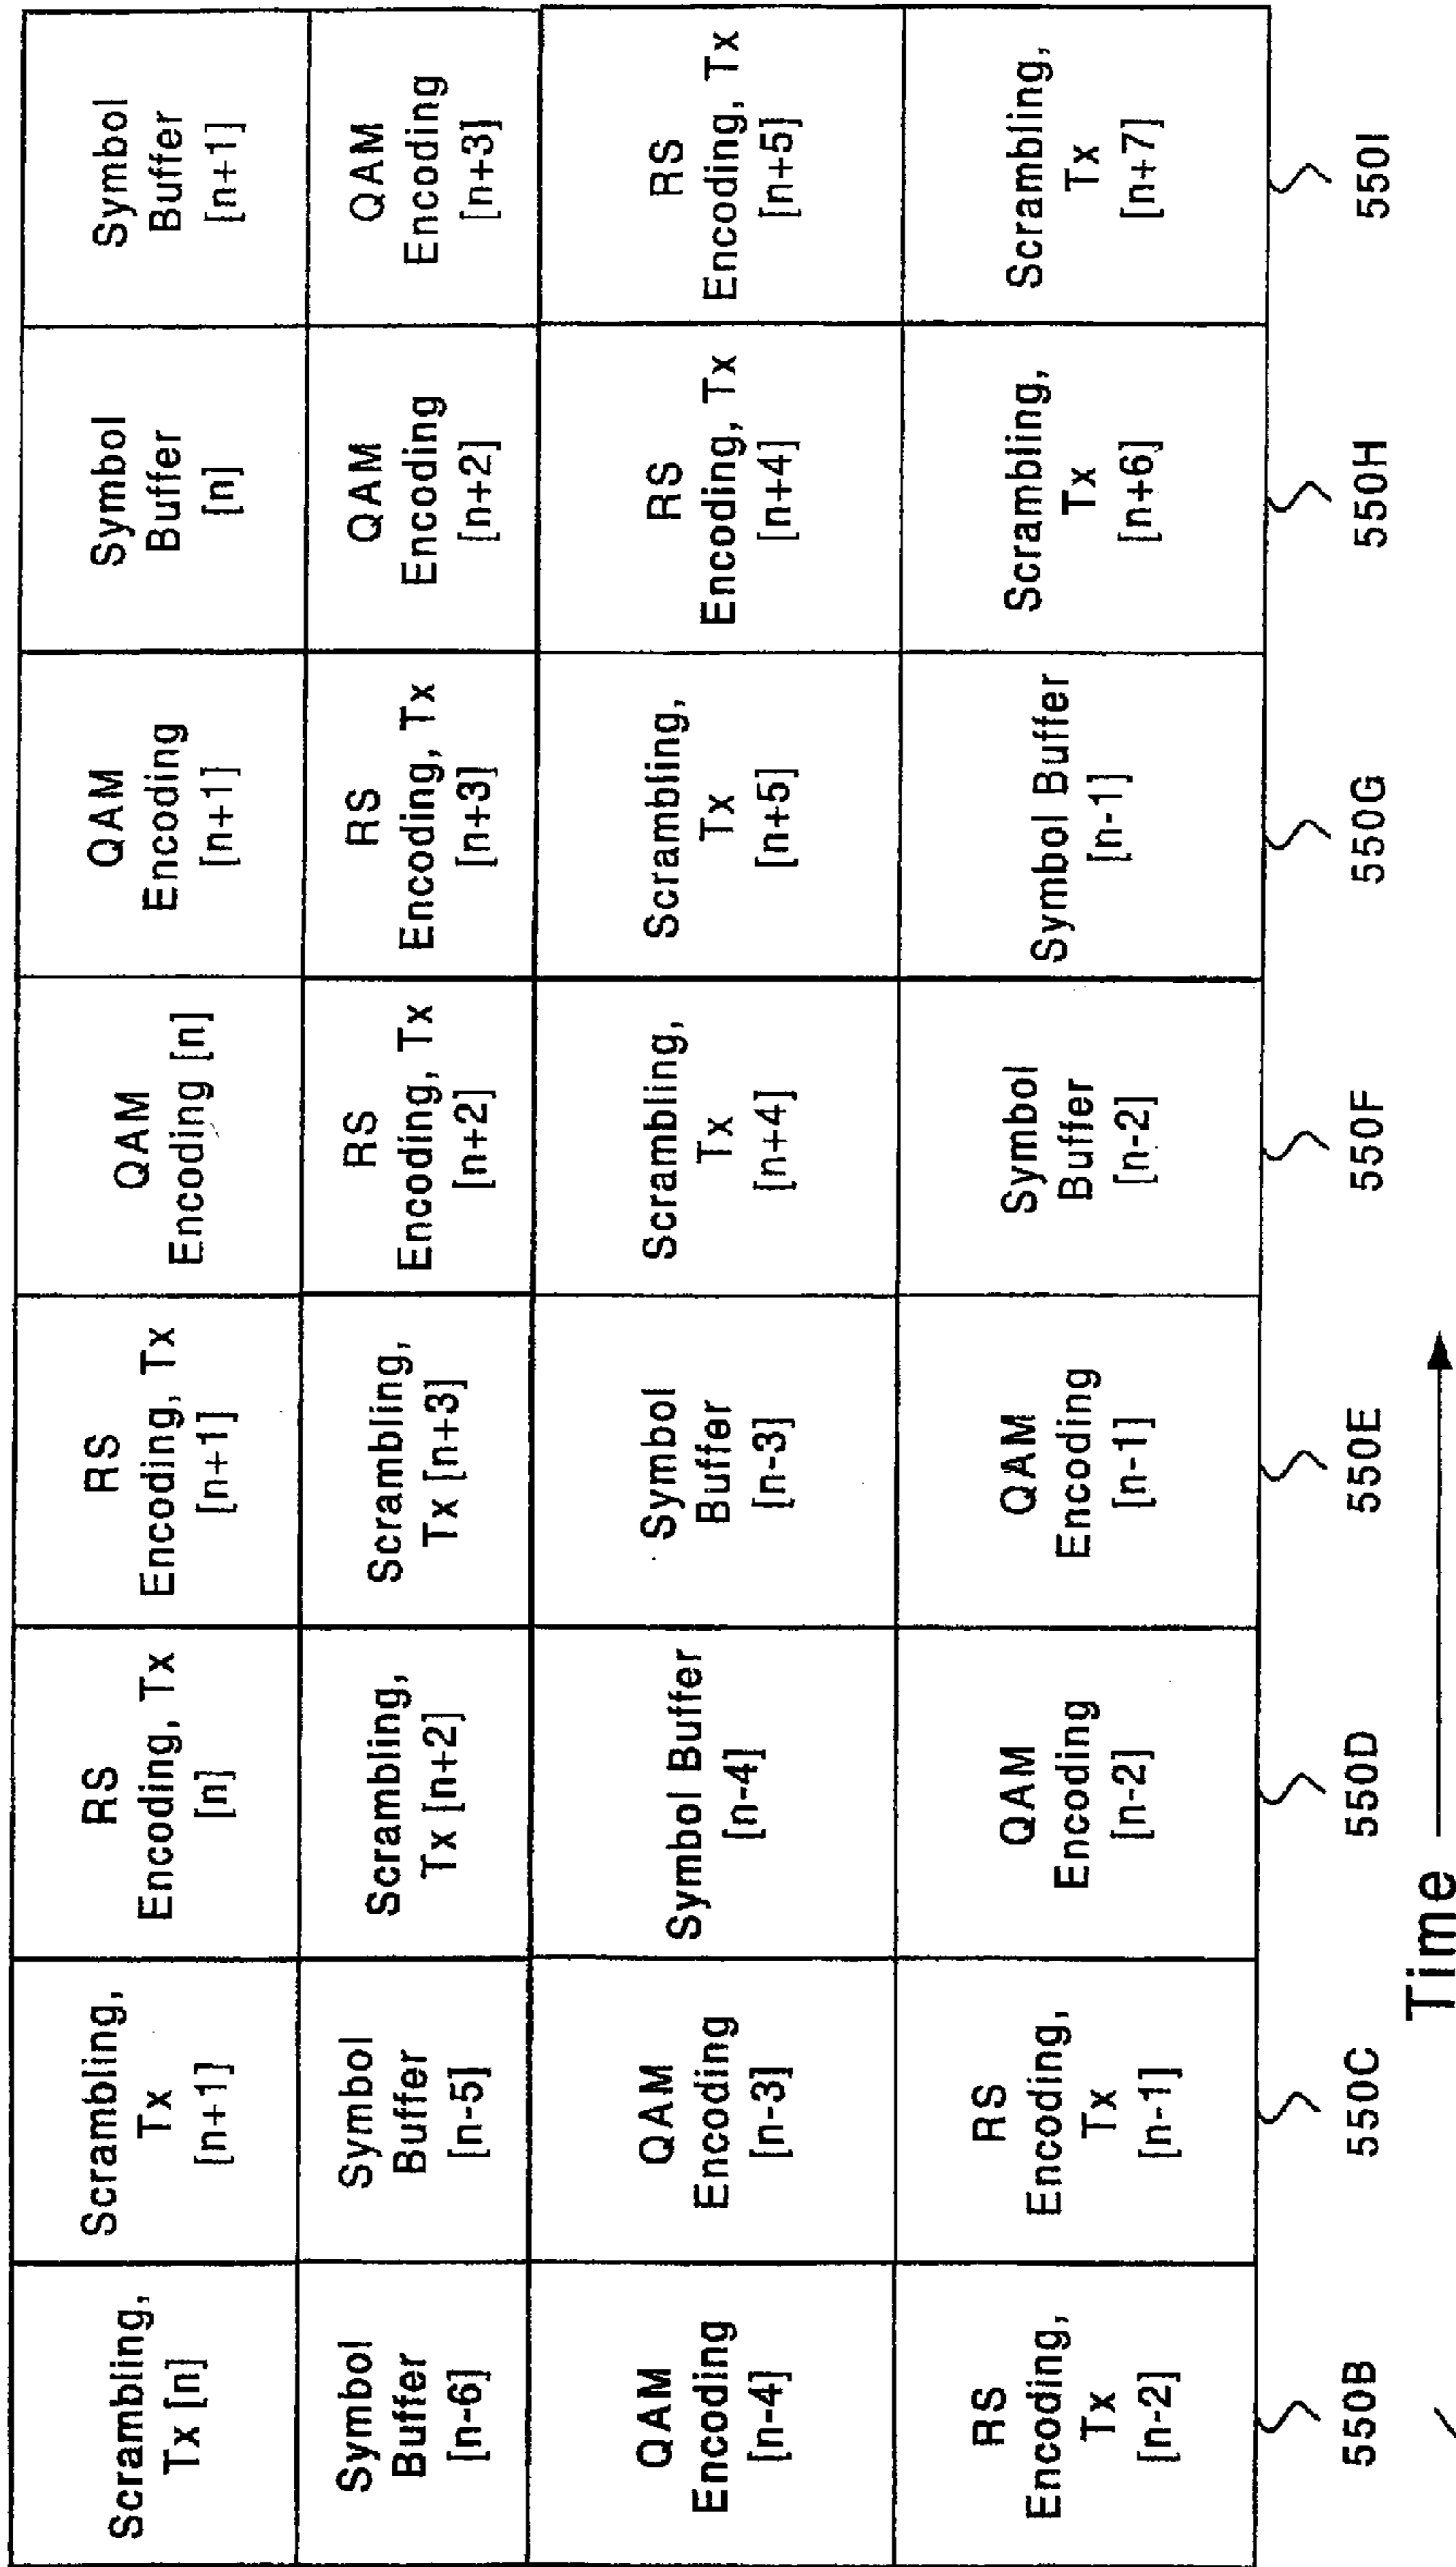 Scrambling,
Tx [n]
Scrambling,
Tx
[n+1]
RS
Encoding, Tx
[n]
RS
Encoding, Tx
[n+1]
QAM
Encoding [n]
QAM
Encoding
[n+1]
Symbol
Buffer
[n]
Symbol
Buffer
[n+1]
Symbol
Buffer
[n-6]
Symbol
Buffer
[n-5]
Scrambling,
Tx [n+2]
Scrambling,
Tx [n+3]
RS
Encoding, Tx
[n+2]
RS
Encoding, Tx
[n+3]
QAM
Encoding
[n+2]
QAM
Encoding
[n+3]
QAM
Encoding
[n-4]
QAM
Encoding
[n-3]
Symbol Buffer
[n-4]
Symbol
Buffer
[n-3]
Scrambling,
Tx
[n+4]
Scrambling,
Tx
[n+5]
RS
Encoding, Tx
[n+4]
RS
Encoding, Tx
[n+5]
RS
Encoding,
Tx
[n-2]
RS
Encoding,
Tx
[n-1]
QAM
Encoding
[n-2]
QAM
Encoding
[n-1]
Symbol
Buffer
[n-2]
Symbol Buffer
[n-1]
Scrambling,
Tx
[n+6]
Scrambling,
Tx
[n+7]
550B
550C
550D
550E
550F
550G
550H
550I
Time